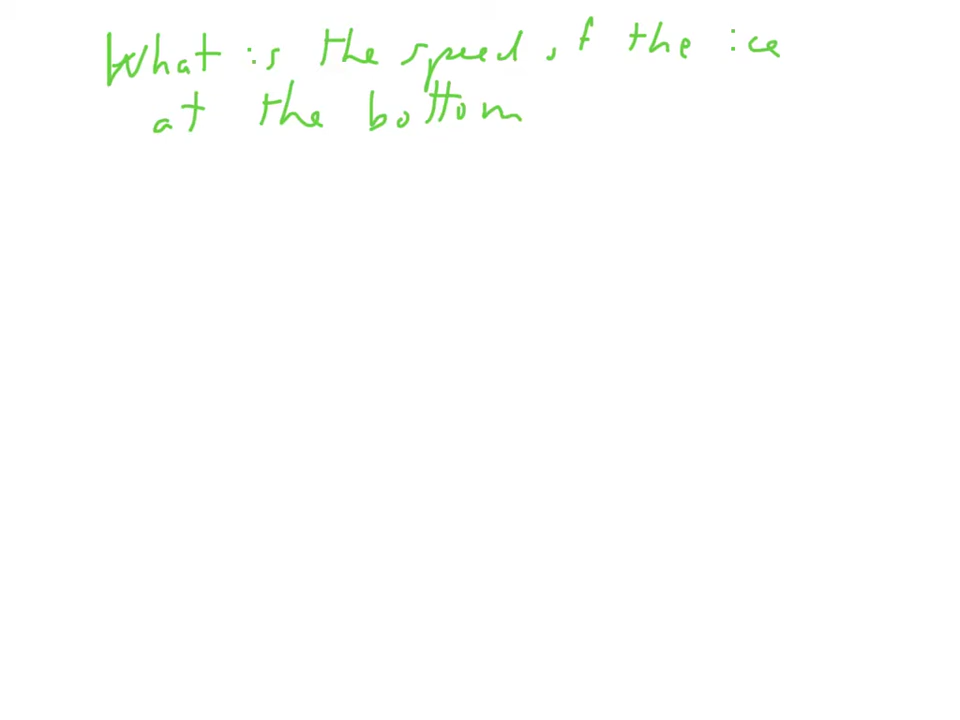 What is the speed of the ice
at the bottom